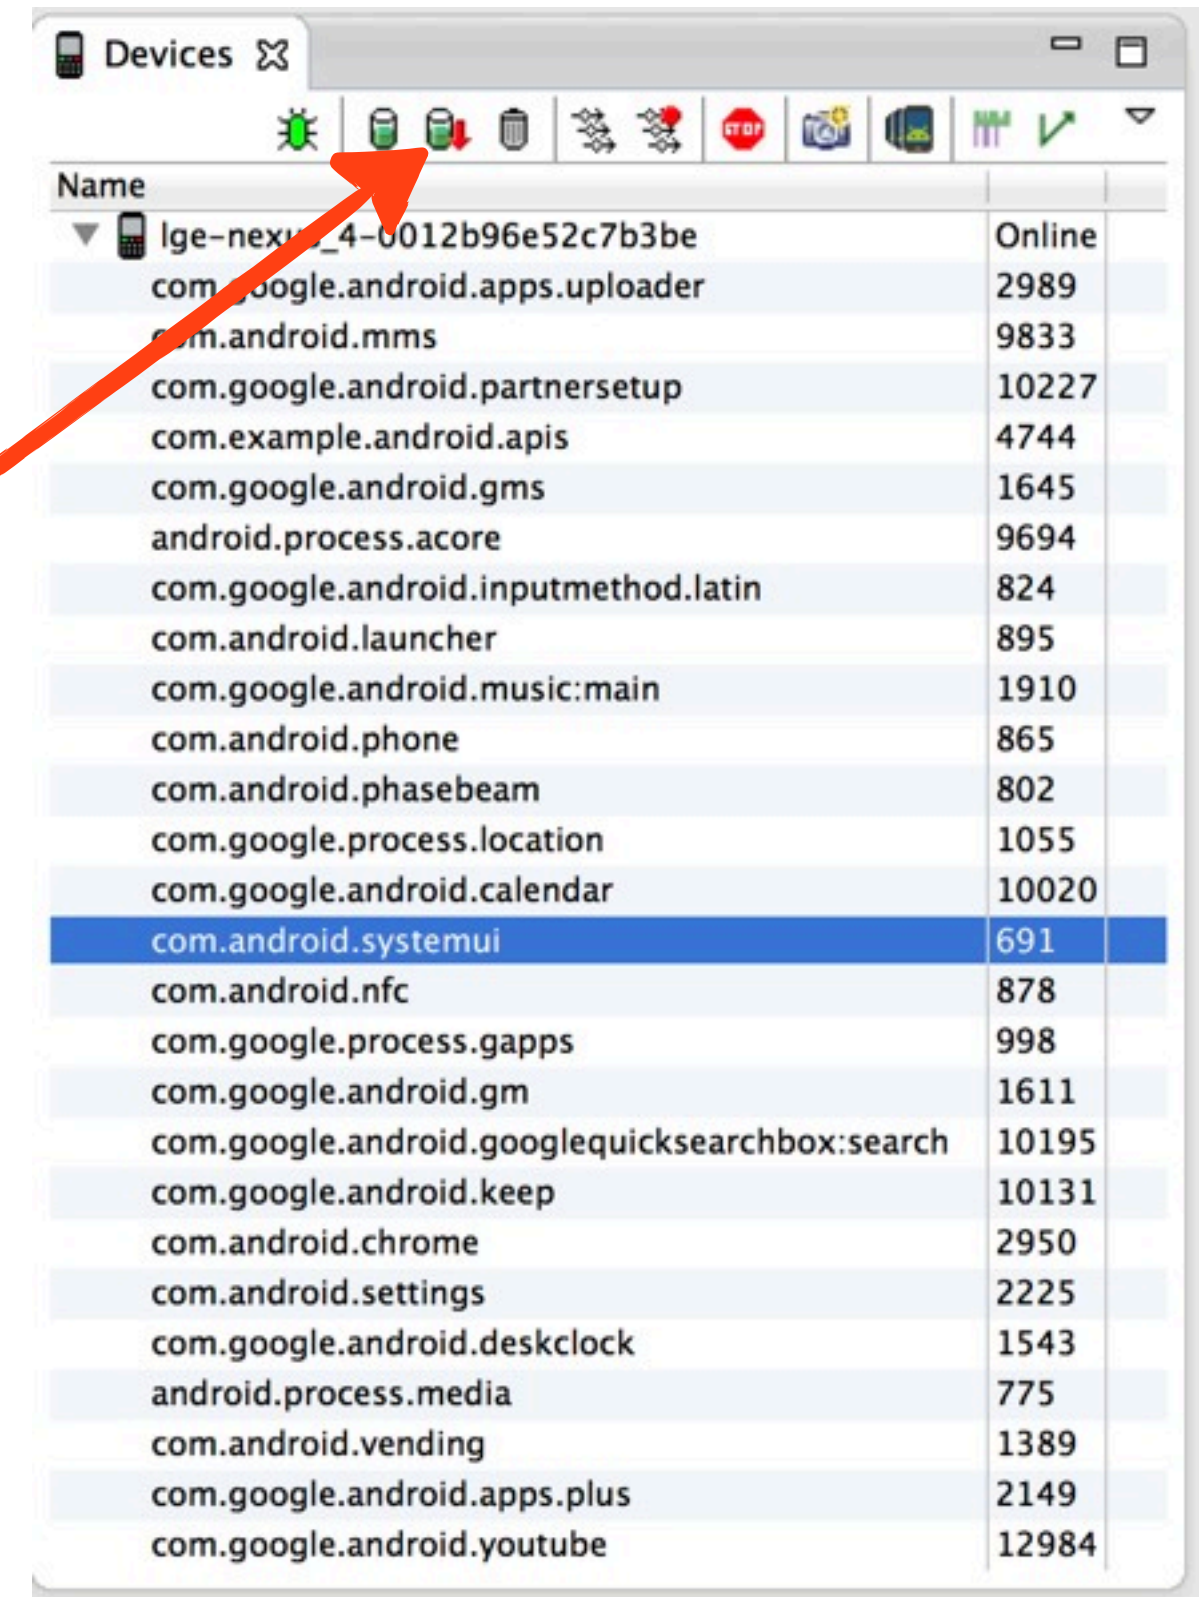 Devices
STOP
Name
lge-nexus_4-0012b96e52c7b3be Online
com.google.android.apps.uploader 2989
com.android.mms 9833
com.google.android.partnersetup 10227
com.example.android.apis 4744
com.google.android.gms 1645
android.process.acore 9694
com.google.android.inputmethod.latin 824
com.android.launcher 895
com.google.android.music:main 1910
com.android.phone 865
com.android.phasebeam 802
com.google.process.location 1055
com.google.android.calendar 10020
com.android.systemui 691
com.android.nfc 878
com.google.process.gapps 998
com.google.android.gm 1611
com.google.android.googlequicksearchbox:search 10195
com.google.android.keep 10131
com.android.chrome 2950
com.android.settings 2225
com.google.android.deskclock 1543
android.process.media 775
com.android.vending 1389
com.google.android.apps.plus 2149
com.google.android.youtube 12984